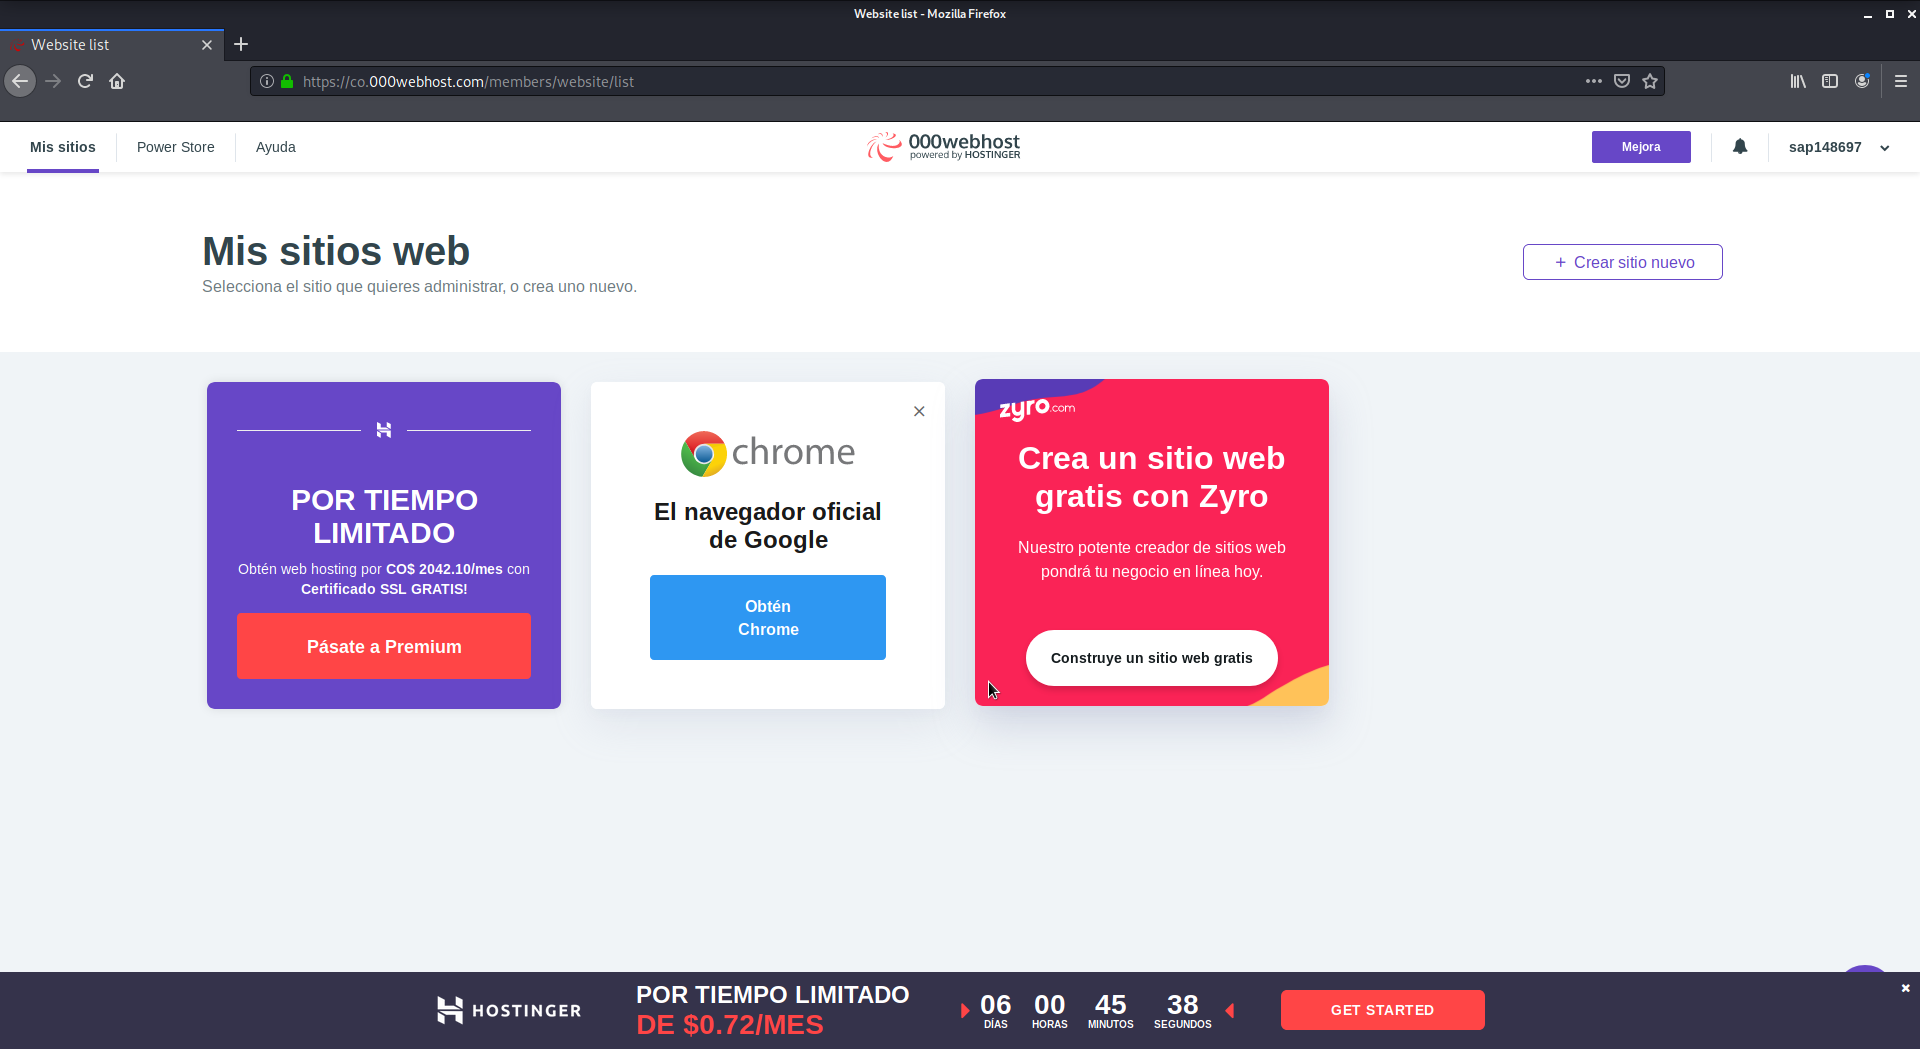 Website list - Mozilla Firefox
Website list
https://co.000webhost.com/members/website/list
Mis sitios
Power Store
Ayuda
000webhost
powered by HOSTINGER
Mejora
sap148697
Mis sitios web
Selecciona el sitio que quieres administrar, o crea uno nuevo.
+ Crear sitio nuevo
POR TIEMPO
LIMITADO
Obtén web hosting por CO$ 2042.10/mes con
Certificado SSL GRATIS!
Pásate a Premium
chrome
El navegador oficial
de Google
Obtén
Chrome
zyro.com
Crea un sitio web
gratis con Zyro
Nuestro potente creador de sitios web
pondrá tu negocio en línea hoy.
Construye un sitio web gratis
HOSTINGER
POR TIEMPO LIMITADO
DE $0.72/MES
06 00 45 38
DÍAS HORAS MINUTOS SEGUNDOS
GET STARTED